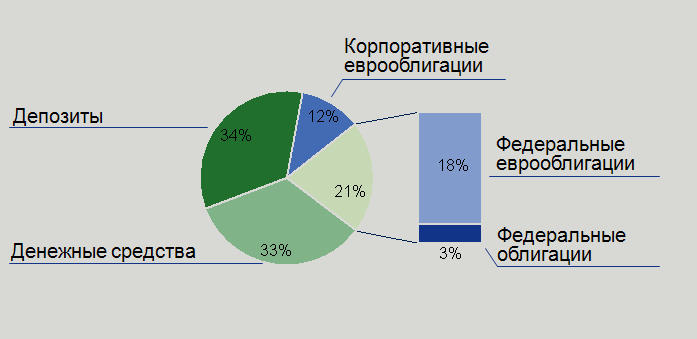 Корпоративные
еврооблигации
Депозиты
12%
34%
Федеральные
еврооблигации
18%
21%
Федеральные
облигации
Денежные средства
33%
3%